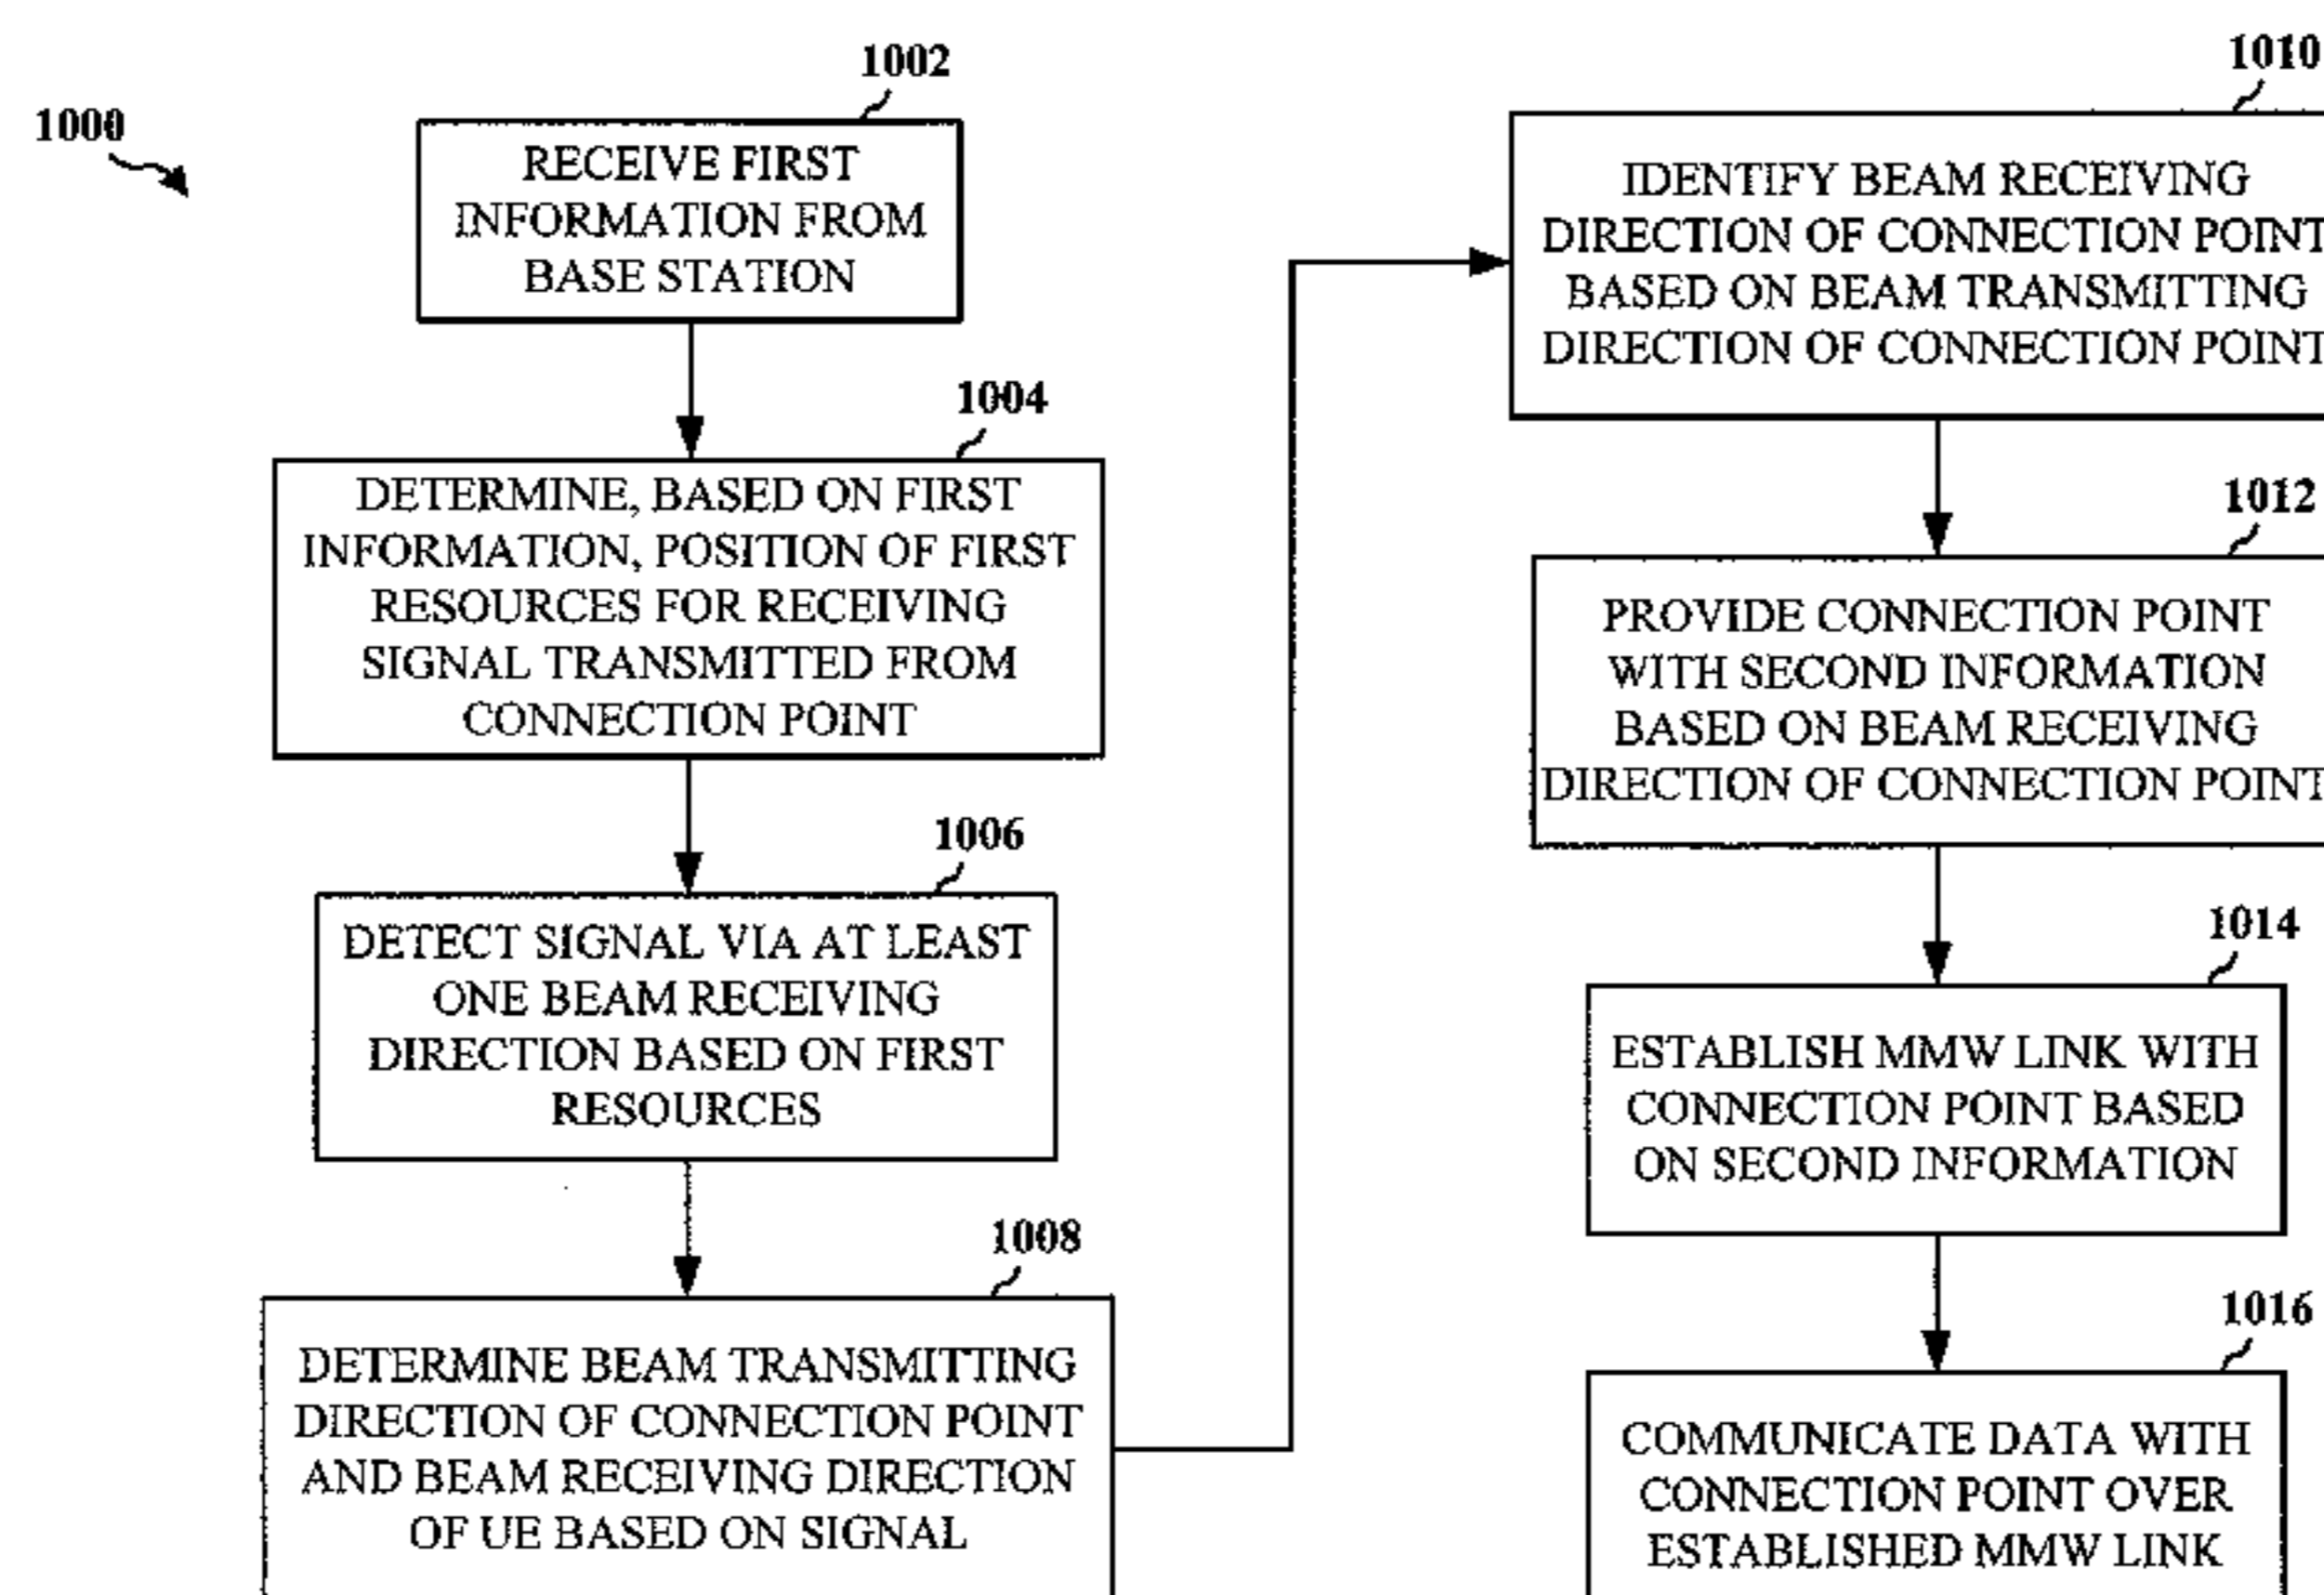 1000
1002
RECEIVE FIRST
INFORMATION FROM
BASE STATION
1004
DETERMINE, BASED ON FIRST
INFORMATION, POSITION OF FIRST
RESOURCES FOR RECEIVING
SIGNAL TRANSMITTED FROM
CONNECTION POINT
1006
DETECT SIGNAL VIA AT LEAST
ONE BEAM RECEIVING
DIRECTION BASED ON FIRST
RESOURCES
1008
DETERMINE BEAM TRANSMITTING
DIRECTION OF CONNECTION POINT
AND BEAM RECEIVING DIRECTION
OF UE BASED ON SIGNAL
1010
IDENTIFY BEAM RECEIVING
DIRECTION OF CONNECTION POINT
BASED ON BEAM TRANSMITTING
DIRECTION OF CONNECTION POINT
1012
PROVIDE CONNECTION POINT
WITH SECOND INFORMATION
BASED ON BEAM RECEIVING
DIRECTION OF CONNECTION POINT
1014
ESTABLISH MMW LINK WITH
CONNECTION POINT BASED
ON SECOND INFORMATION
1016
COMMUNICATE DATA WITH
CONNECTION POINT OVER
ESTABLISHED MMW LINK